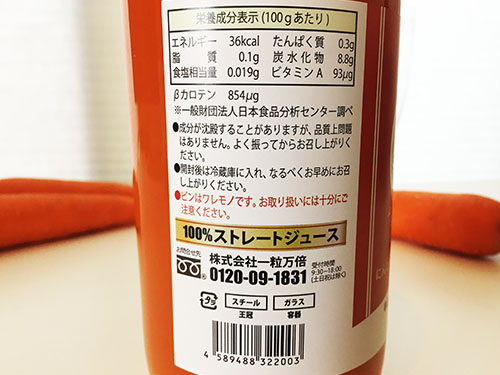 栄養成分表示(100gあたり)
エネルギー 36kcal たんぱく質 0.3g
脂質 0.1g 炭水化物 8.8g
食塩相当量 0.019g ビタミンA 93μg
βカロテン 854μg
※一般財団法人日本食品分析センター調べ
●成分が沈殿することがありますが、品質上問題
はありません。よく振ってからお召し上がりくだ
さい。
●開封後は冷蔵庫に入れ、なるべくお早めにお召
し上がりください。
●ビンはワレモノです。お取り扱いには十分にご
注意ください。
100%ストレートジュース
お問合せ先 株式会社一粒万倍
0120-09-1831 受付時間 9:30~18:00 (土日祝は除く)
スチール ガラス
王冠 容器
4 589488 322003